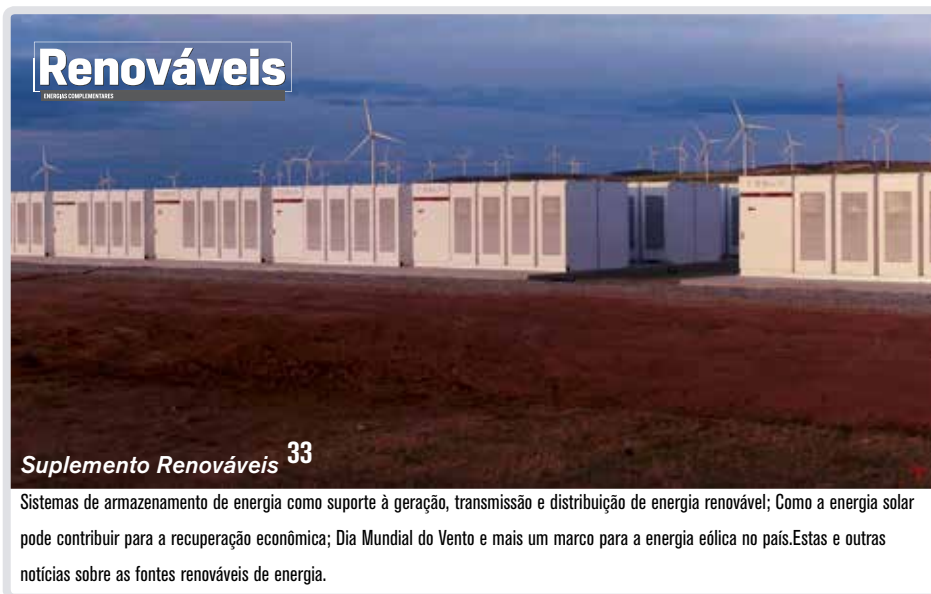 Renováveis
ENERGIAS COMPLEMENTARES
Suplemento Renováveis 33
Sistemas de armazenamento de energia como suporte à geração, transmissão e distribuição de energia renovável; Como a energia solar
pode contribuir para a recuperação econômica; Dia Mundial do Vento e mais um marco para a energia eólica no país.Estas e outras
notícias sobre as fontes renováveis de energia.